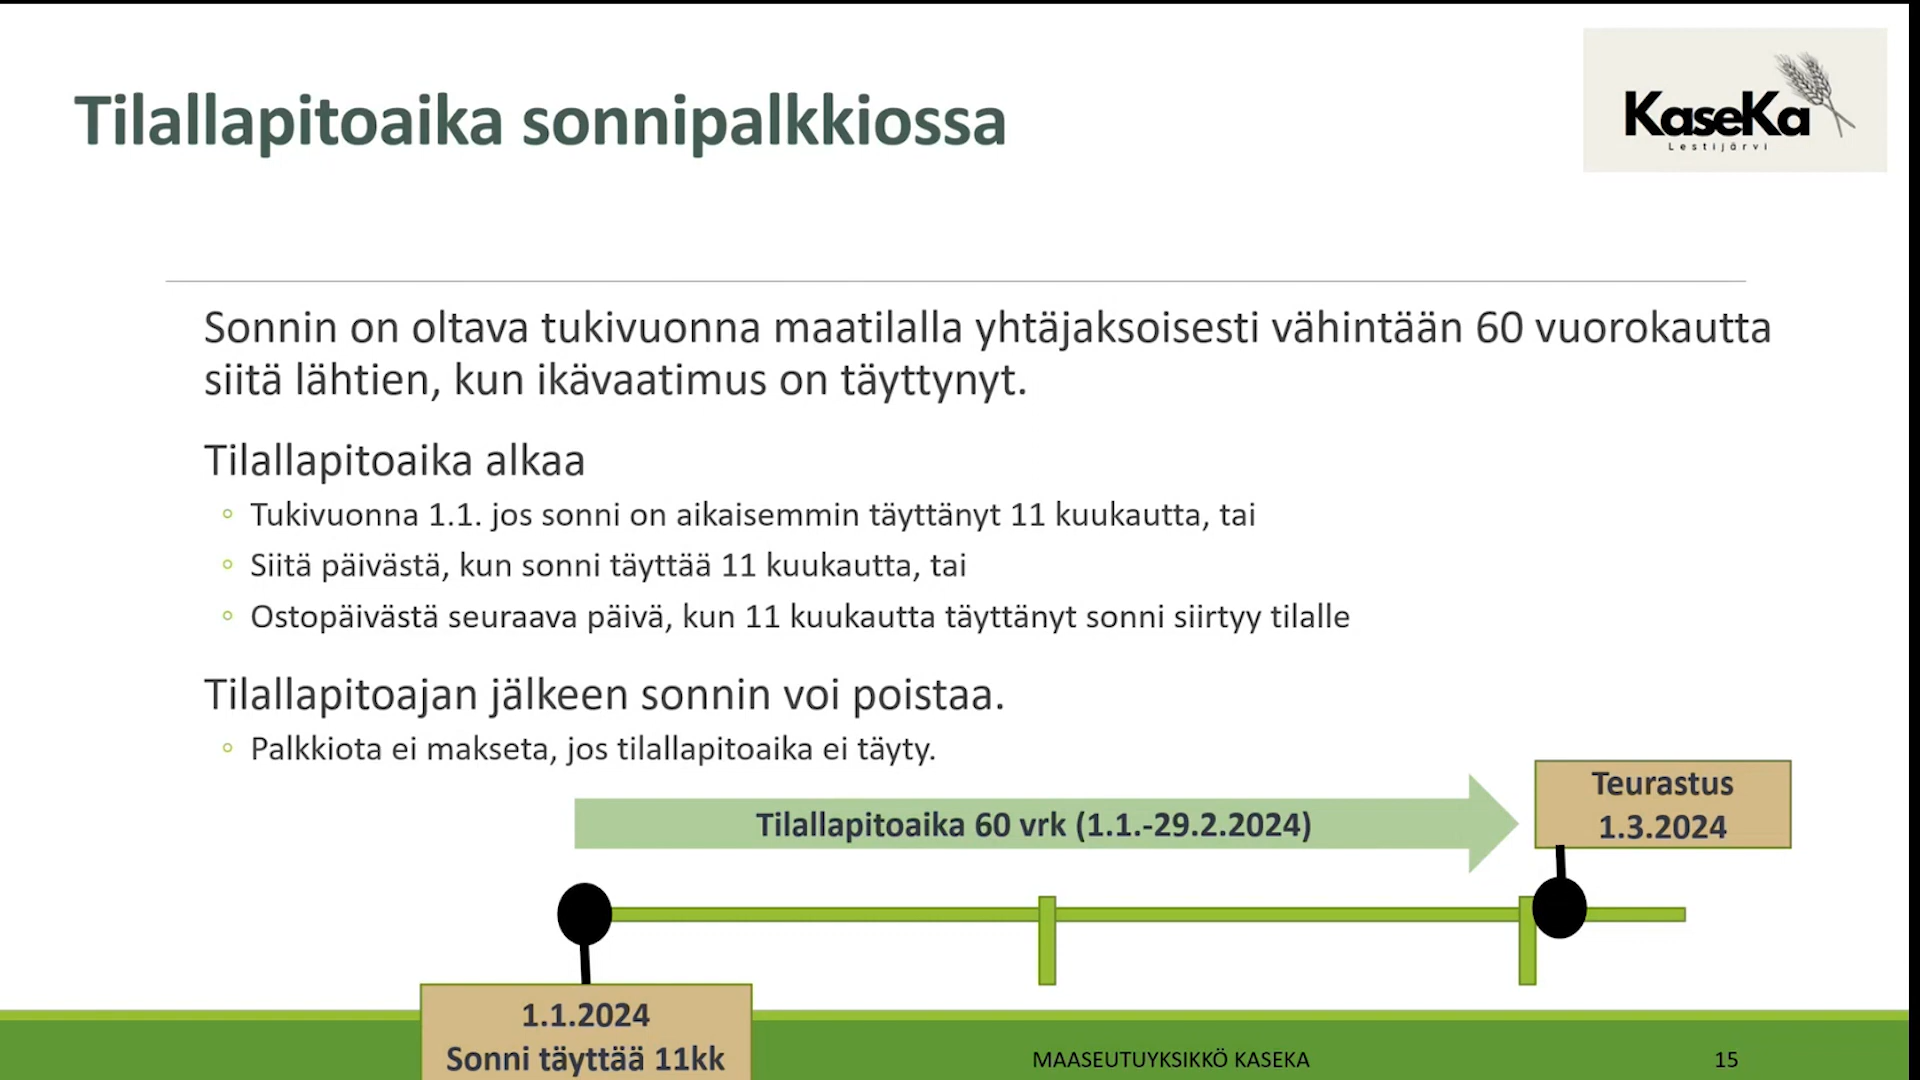 Tilallapitoaika sonnipalkkiossa
KaseKa
Lestijärvi
Sonnin on oltava tukivuonna maatilalla yhtäjaksoisesti vähintään 60 vuorokautta
siitä lähtien, kun ikävaatimus on täyttynyt.
Tilallapitoaika alkaa
◦ Tukivuonna 1.1. jos sonni on aikaisemmin täyttänyt 11 kuukautta, tai
◦ Siitä päivästä, kun sonni täyttää 11 kuukautta, tai
◦ Ostopäivästä seuraava päivä, kun 11 kuukautta täyttänyt sonni siirtyy tilalle
Tilallapitoajan jälkeen sonnin voi poistaa.
◦ Palkkiota ei makseta, jos tilallapitoaika ei täyty.
Tilallapitoaika 60 vrk (1.1.-29.2.2024)
Teurastus
1.3.2024
1.1.2024
Sonni täyttää 11kk
MAASEUTUYKSIKKÖ KASEKA
15